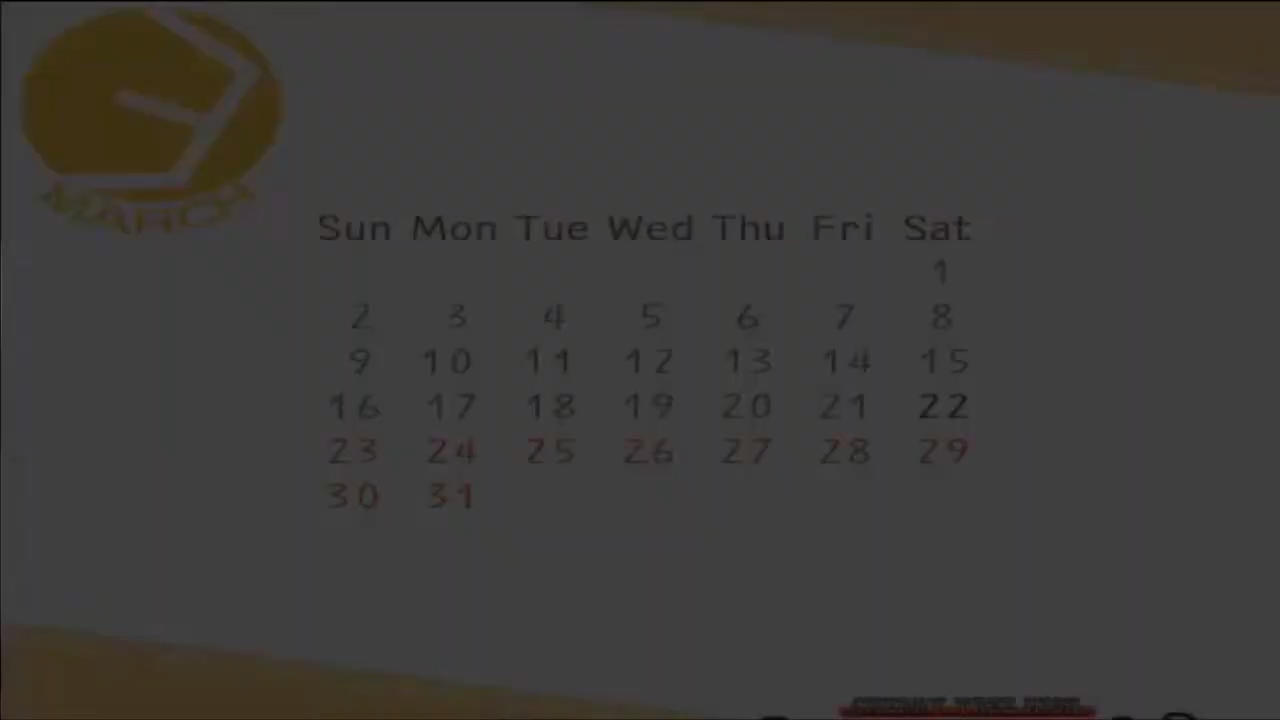 3
MARCH
Sun Mon Tue Wed Thu Fri Sat
1
2 3 4 5 6 7 8
9 10 11 12 13 14 15
16 17 18 19 20 21 22
23 24 25 26 27 28 29
30 31